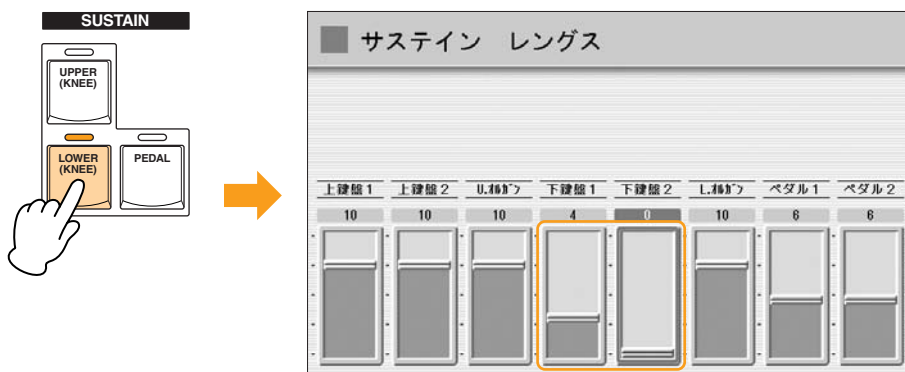 SUSTAIN
UPPER
(KNEE)
LOWER
(KNEE)
PEDAL
サステイン レングス
上鍵盤1 上鍵盤2 U.オルガン 下鍵盤1 下鍵盤2 L.オルガン ペダル1 ペダル2
10 10 10 4 0 10 6 6